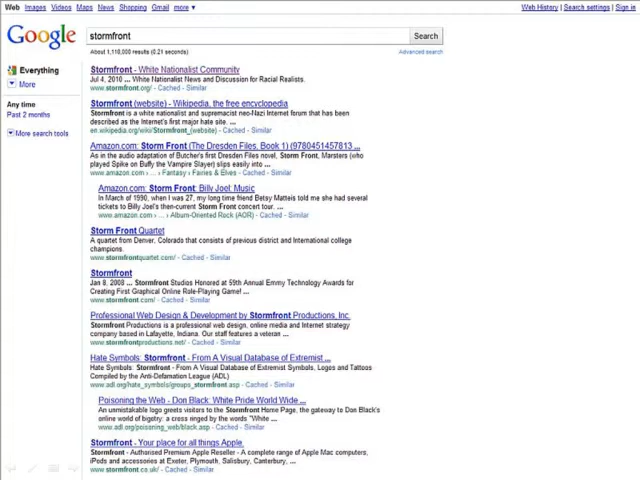 Web Images Videos Maps News Shopping Gmail more ▼ Web History | Search settings | Sign in
Google stormfront Search
About 1,110,000 results (0.21 seconds) Advanced search
Everything
More
Any time
Past 2 months
More search tools
Stormfront - White Nationalist Community
Jul 4, 2010 ... White Nationalist News and Discussion for Racial Realists.
www.stormfront.org/ - Cached - Similar
Stormfront (website) - Wikipedia, the free encyclopedia
Stormfront is a white nationalist and supremacist neo-Nazi Internet forum that has been
described as the Internet's first major hate site. ...
en.wikipedia.org/wiki/Stormfront_(website) - Cached - Similar
Amazon.com: Storm Front (The Dresden Files, Book 1) (9780451457813 ...
As in the audio adaptation of Butcher's first Dresden Files novel, Storm Front, Marsters (who
played Spike on Buffy the Vampire Slayer) slips easily into ...
www.amazon.com › ... › Fantasy › Fairies & Elves - Cached - Similar
Amazon.com: Storm Front: Billy Joel: Music
In March of 1990, when I was 27, my long time friend Betsy Matteis told me she had several
tickets to Billy Joel's then-current Storm Front concert tour. ...
www.amazon.com › ... › Album-Oriented Rock (AOR) - Cached - Similar
Storm Front Quartet
A quartet from Denver, Colorado that consists of previous district and International college
champions.
www.stormfrontquartet.com/ - Cached - Similar
Stormfront
Jan 8, 2008 ... Stormfront Studios Honored at 59th Annual Emmy Technology Awards for
Creating First Graphical Online Role-Playing Game! ...
www.stormfront.com/ - Cached - Similar
Professional Web Design & Development by Stormfront Productions, Inc.
Stormfront Productions is a professional web design, online media and Internet strategy
company based in Lafayette, Indiana. Our staff features a veteran ...
www.stormfrontproductions.net/ - Cached - Similar
Hate Symbols: Stormfront - From A Visual Database of Extremist ...
Hate Symbols: Stormfront - From A Visual Database of Extremist Symbols, Logos and Tattoos
Compiled by the Anti-Defamation League (ADL)
www.adl.org/hate_symbols/groups_stormfront.asp - Cached - Similar
Poisoning the Web - Don Black: White Pride World Wide ...
An unmistakable logo greets visitors to the Stormfront Home Page, the gateway to Don Black's
online world of bigotry: a cross ringed by the words "White ...
www.adl.org/poisoning_web/black.asp - Cached - Similar
Stormfront - Your place for all things Apple.
Stormfront - Authorised Premium Apple Reseller - A complete range of Apple Mac computers,
iPods and accessories at Exeter, Plymouth, Salisbury, Canterbury, ...
www.stormfront.co.uk/ - Cached - Similar